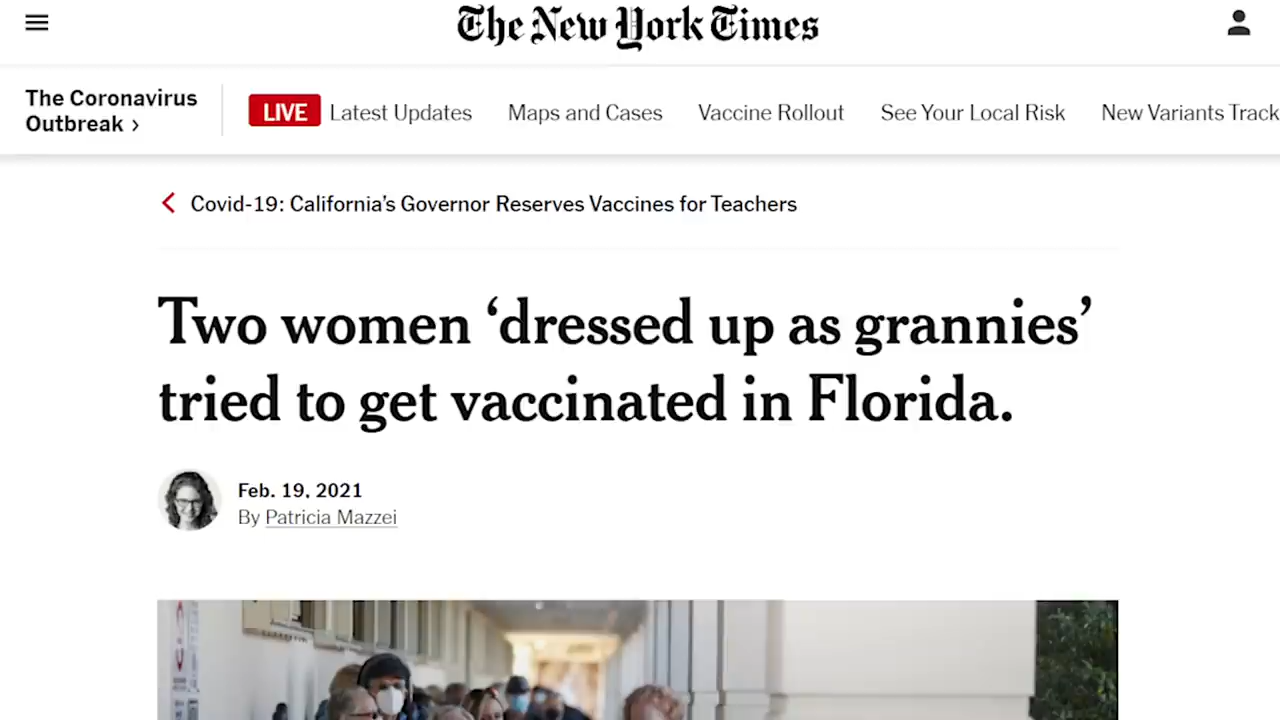 The New York Times
The Coronavirus
Outbreak ›
LIVE Latest Updates Maps and Cases Vaccine Rollout See Your Local Risk New Variants Track
Covid-19: California’s Governor Reserves Vaccines for Teachers
Two women ‘dressed up as grannies’
tried to get vaccinated in Florida.
Feb. 19, 2021
By Patricia Mazzei